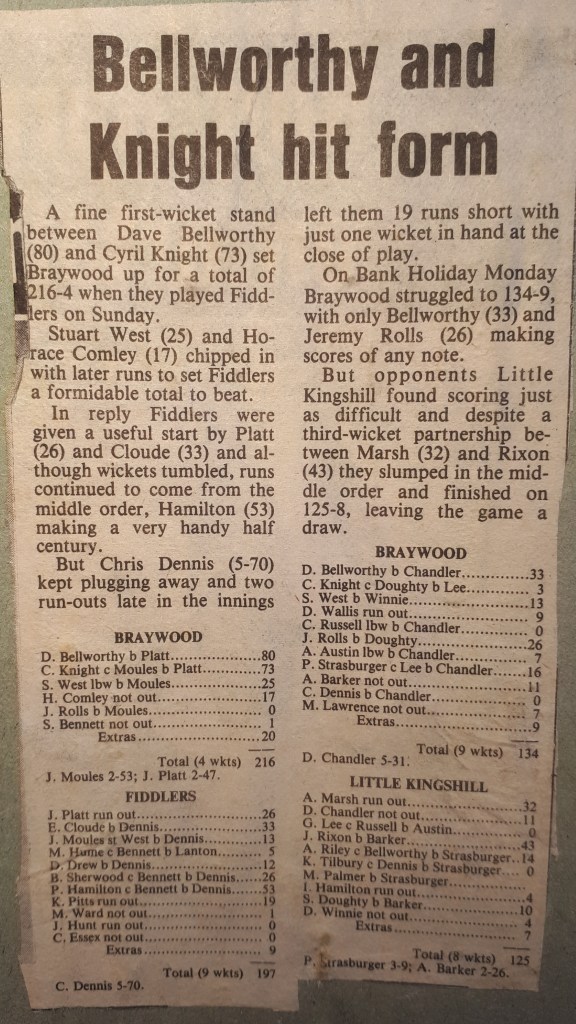 Bellworthy and
Knight hit form
A fine first-wicket stand
between Dave Bellworthy
(80) and Cyril Knight (73) set
Braywood up for a total of
216-4 when they played Fidd-
lers on Sunday.
Stuart West (25) and Ho-
race Comley (17) chipped in
with later runs to set Fiddlers
a formidable total to beat.
In reply Fiddlers were
given a useful start by Platt
(26) and Cloude (33) and al-
though wickets tumbled, runs
continued to come from the
middle order, Hamilton (53)
making a very handy half
century.
But Chris Dennis (5-70)
kept plugging away and two
run-outs late in the innings
BRAYWOOD
D. Bellworthy b Platt......................80
C. Knight c Moules b Platt..............73
S. West lbw b Moules......................25
H. Comley not out..........................17
J. Rolls b Moules............................0
S. Bennett not out..........................1
Extras..........................20
Total (4 wkts) 216
J. Moules 2-53; J. Platt 2-47.
FIDDLERS
J. Platt run out..............................26
E. Cloude b Dennis..........................33
J. Moules st West b Dennis..............13
M. Hume c Bennett b Lanton............5
D. Drew b Dennis............................12
B. Sherwood c Bennett b Dennis.......26
P. Hamilton c Bennett b Dennis........53
K. Pitts run out..............................19
M. Ward not out............................1
J. Hunt run out..............................0
C. Essex not out............................0
Extras..........................9
Total (9 wkts) 197
C. Dennis 5-70.
left them 19 runs short with
just one wicket in hand at the
close of play.
On Bank Holiday Monday
Braywood struggled to 134-9,
with only Bellworthy (33) and
Jeremy Rolls (26) making
scores of any note.
But opponents Little
Kingshill found scoring just
as difficult and despite a
third-wicket partnership be-
tween Marsh (32) and Rixon
(43) they slumped in the mid-
dle order and finished on
125-8, leaving the game a
draw.
BRAYWOOD
D. Bellworthy b Chandler................33
C. Knight c Doughty b Lee..............3
S. West b Winnie............................13
D. Wallis run out............................9
C. Russell lbw b Chandler................0
J. Rolls b Doughty..........................26
A. Austin lbw b Chandler................7
P. Strasburger c Lee b Chandler.......16
A. Barker not out..........................11
C. Dennis b Chandler......................0
M. Lawrence not out......................7
Extras..........................9
Total (9 wkts) 134
D. Chandler 5-31.
LITTLE KINGSHILL
A. Marsh run out............................32
D. Chandler not out........................11
G. Lee c Russell b Austin................0
J. Rixon b Barker............................43
A. Riley c Bellworthy b Strasburger..14
K. Tilbury c Dennis b Strasburger... 0
M. Palmer b Strasburger................
I. Hamilton run out........................4
S. Doughty b Barker......................10
D. Winnie not out..........................4
Extras..........................7
Total (8 wkts) 125
P. Strasburger 3-9; A. Barker 2-26.